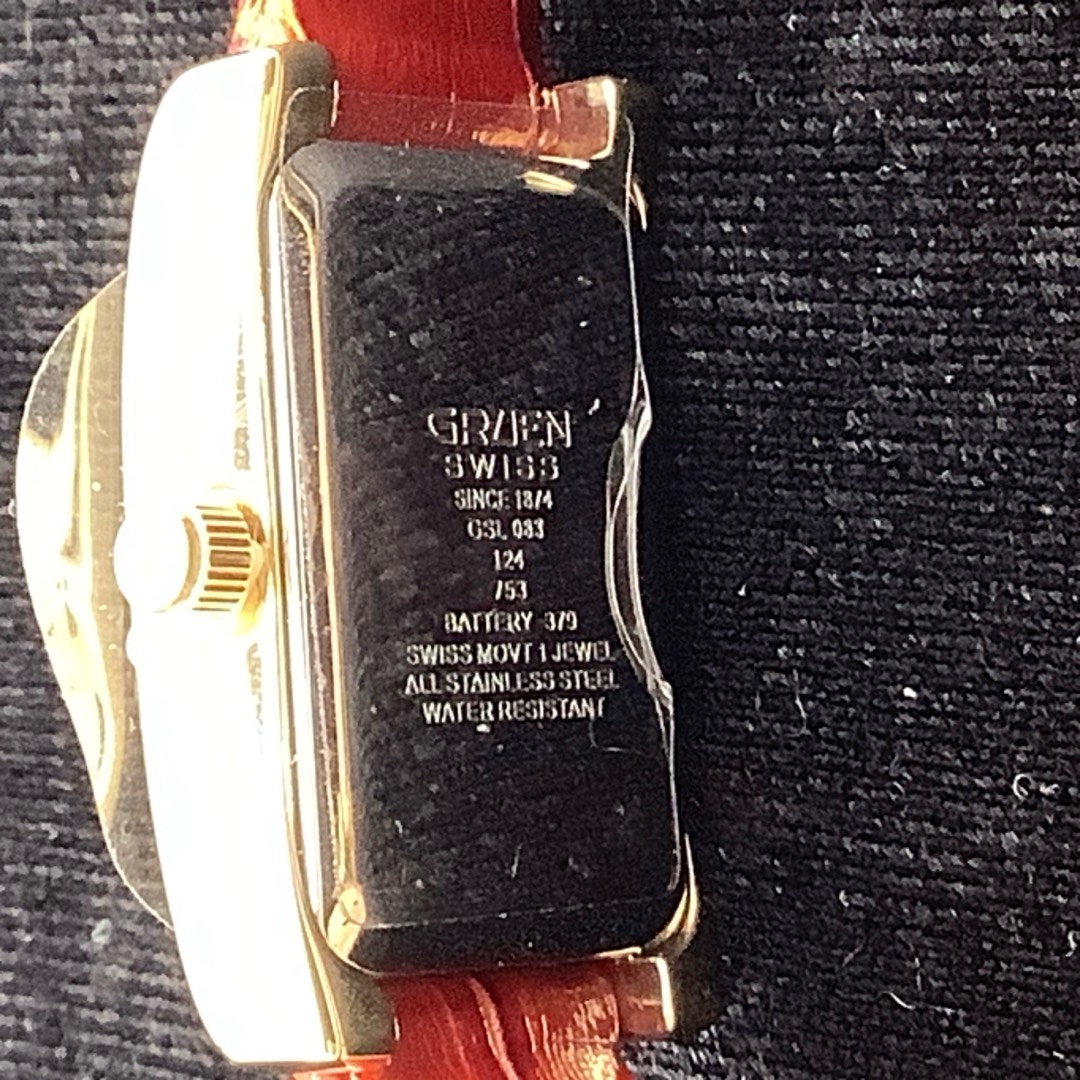 GRUEN
SWISS
SINCE 1874
GSL 083
124
753
BATTERY 379
SWISS MOVT 1 JEWEL
ALL STAINLESS STEEL
WATER RESISTANT